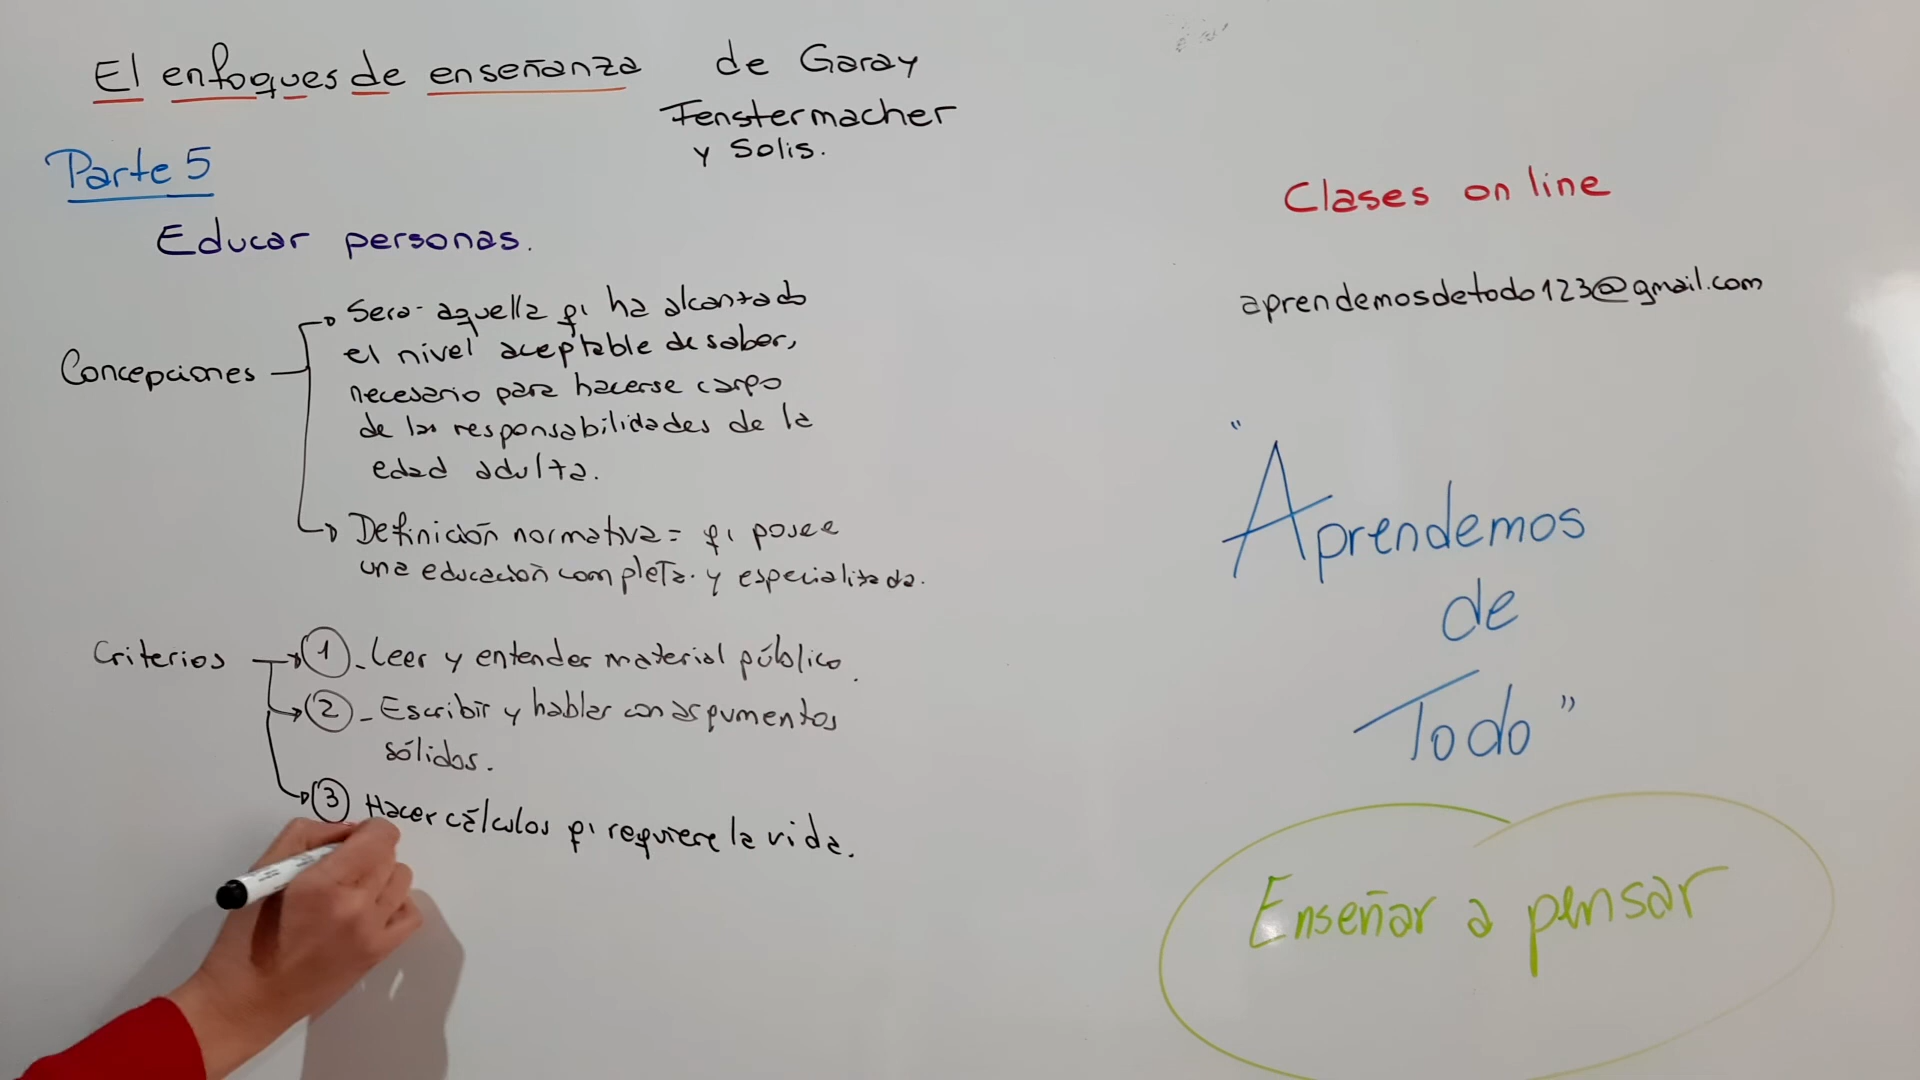 El enfoques de enseñanza de Garay
Fenstermacher
y Solis.
Parte 5
Educar personas.
Concepciones
Sera aquella q' ha alcanzado
el nivel aceptable de saber,
necesario para hacerse cargo
de las responsabilidades de la
edad adulta.
Definición normativa = q' posee
una educación completa y especializada.
Criterios
1 - Leer y entender material público.
2 - Escribir y hablar con argumentos
sólidos.
3 Hacer cálculos q' requiere la vida.
Clases on line
aprendemosdetodo123@gmail.com
"Aprendemos
de
Todo"
Enseñar a pensar